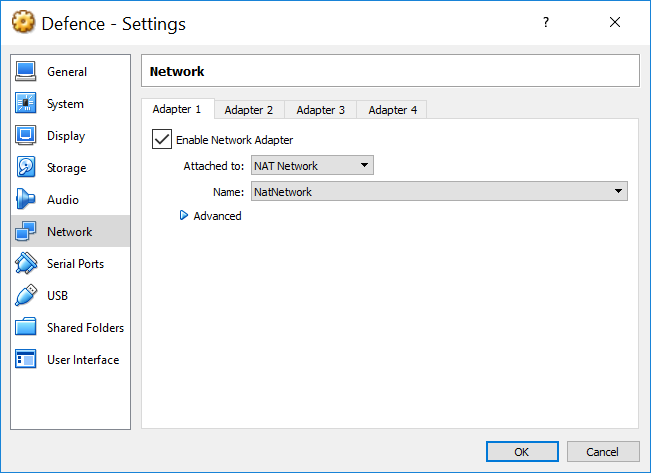 Defence - Settings
?
General
System
Display
Storage
Audio
Network
Serial Ports
USB
Shared Folders
User Interface
Network
Adapter 1 Adapter 2 Adapter 3 Adapter 4
Enable Network Adapter
Attached to: NAT Network
Name: NatNetwork
Advanced
OK Cancel